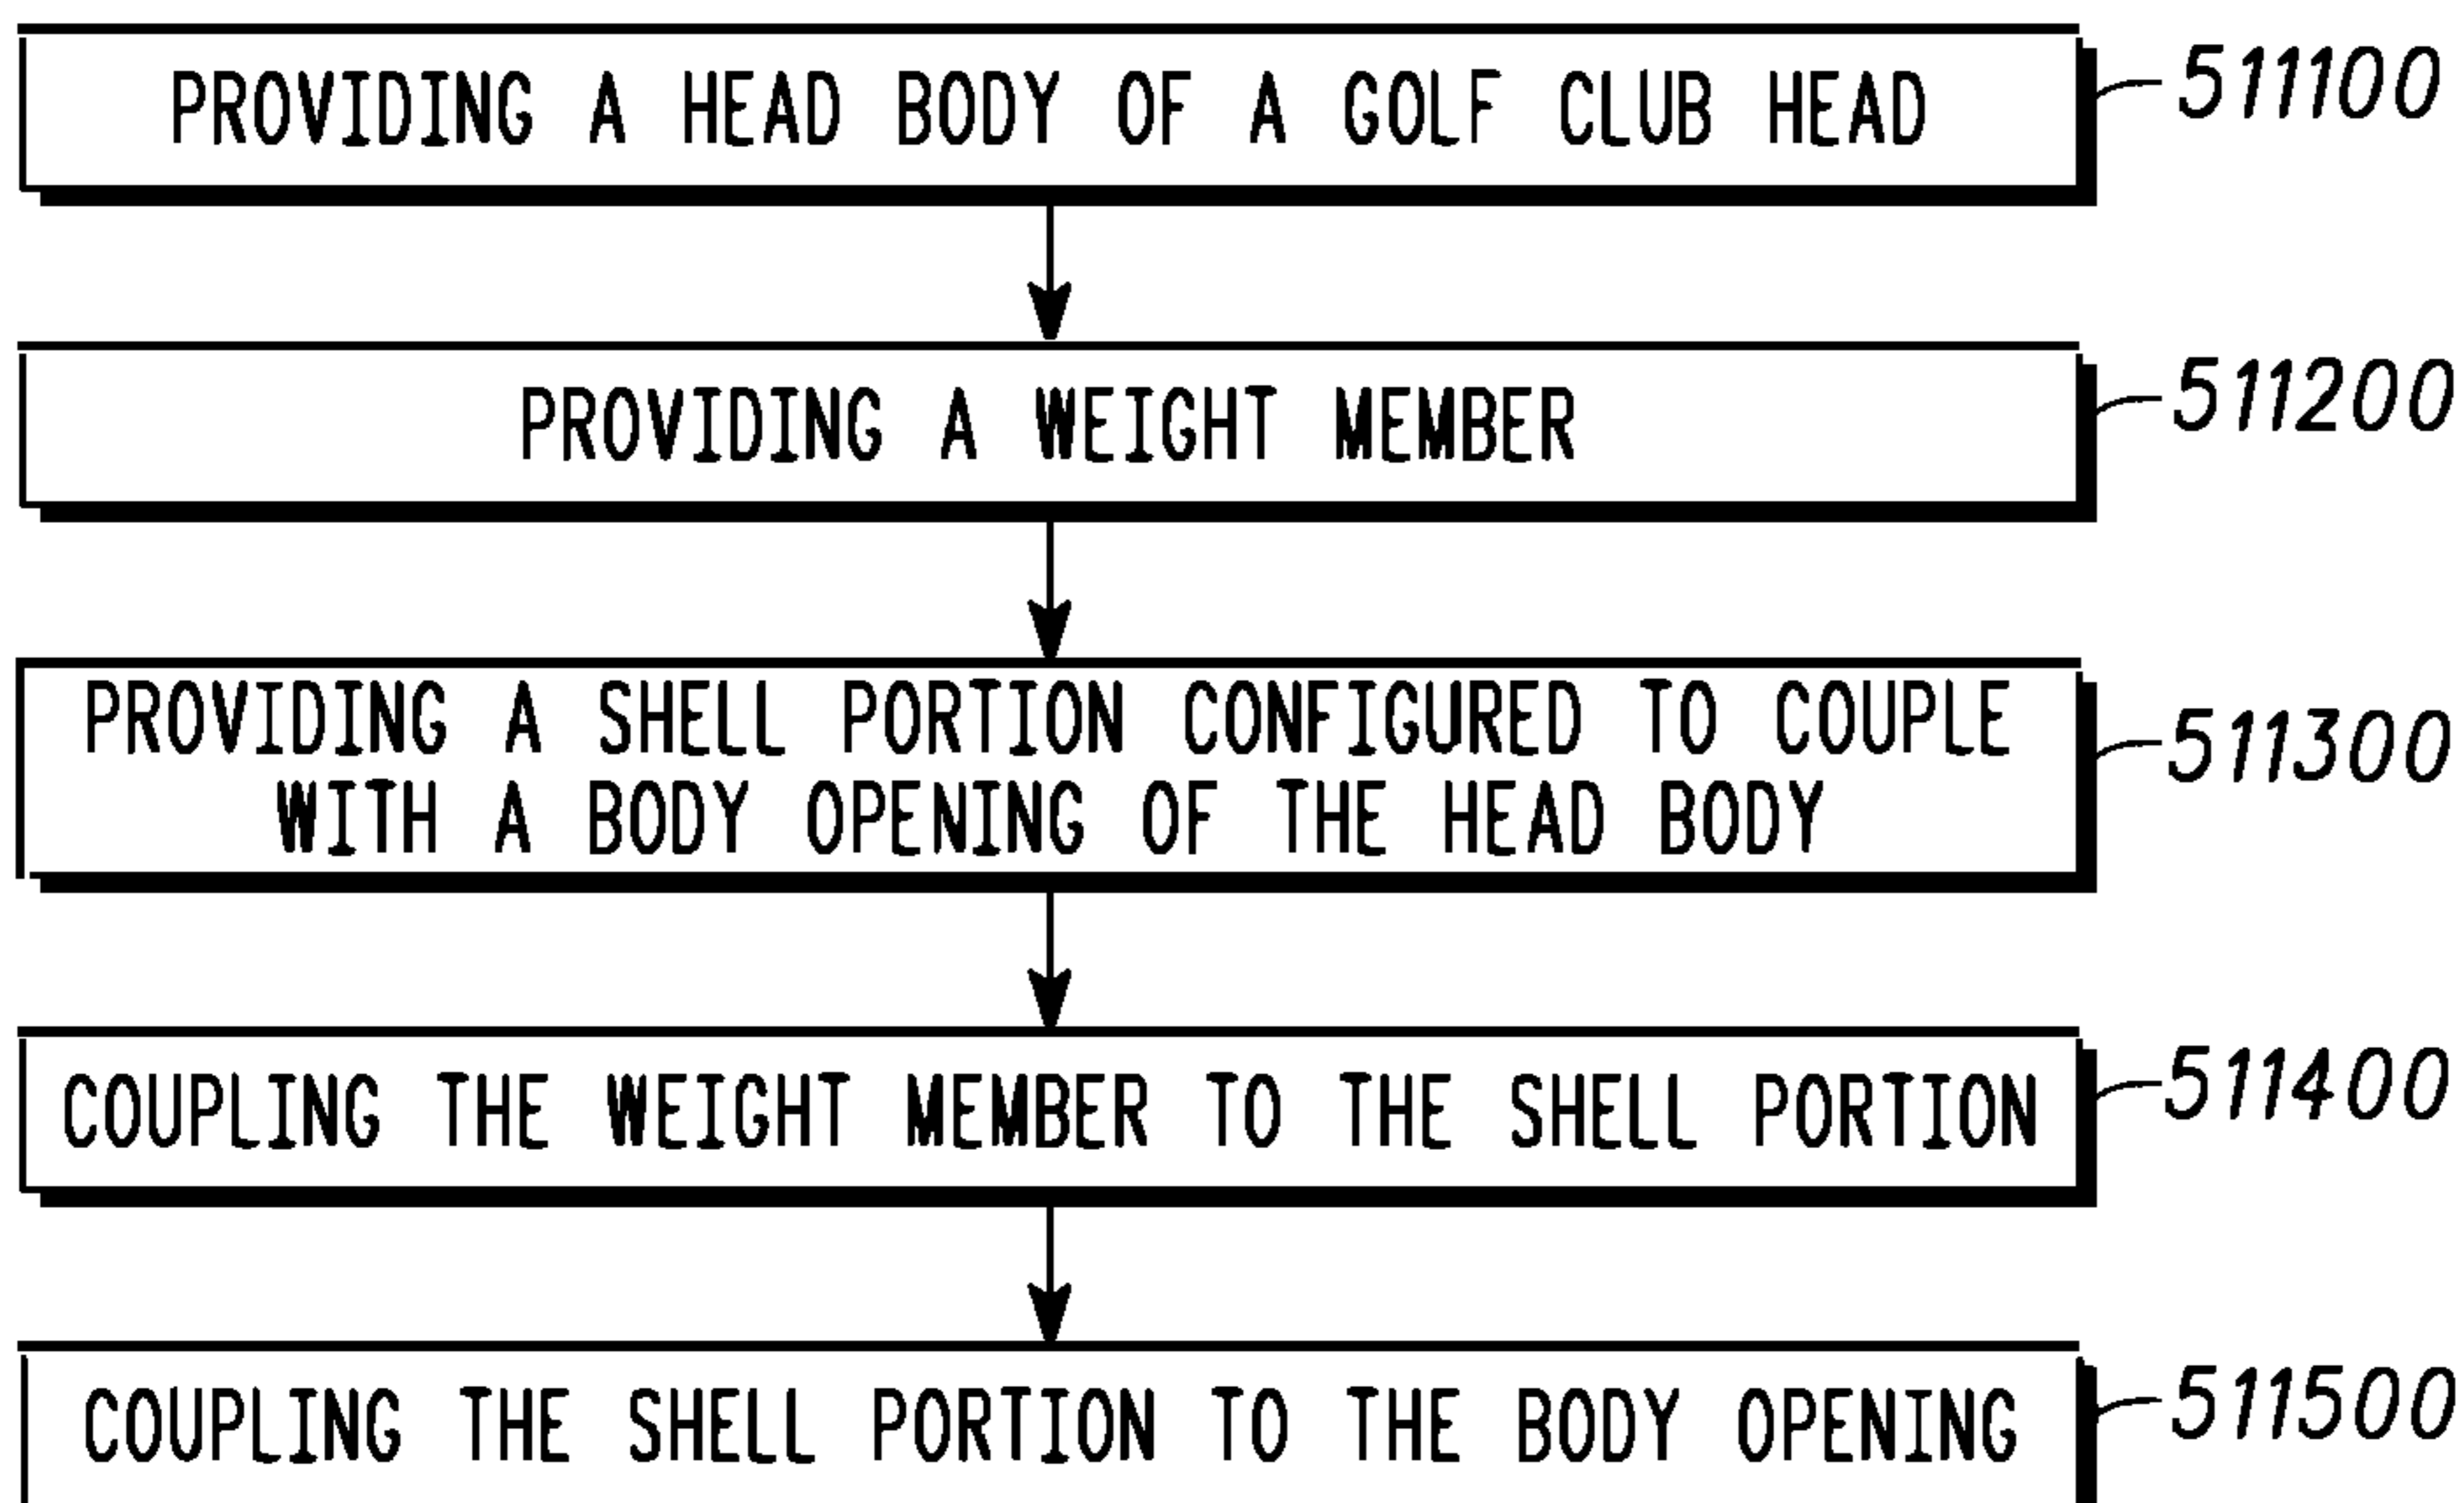 PROVIDING A HEAD BODY OF A GOLF CLUB HEAD
511100
PROVIDING A WEIGHT MEMBER
511200
PROVIDING A SHELL PORTION CONFIGURED TO COUPLE
WITH A BODY OPENING OF THE HEAD BODY
511300
COUPLING THE WEIGHT MEMBER TO THE SHELL PORTION
511400
COUPLING THE SHELL PORTION TO THE BODY OPENING
511500